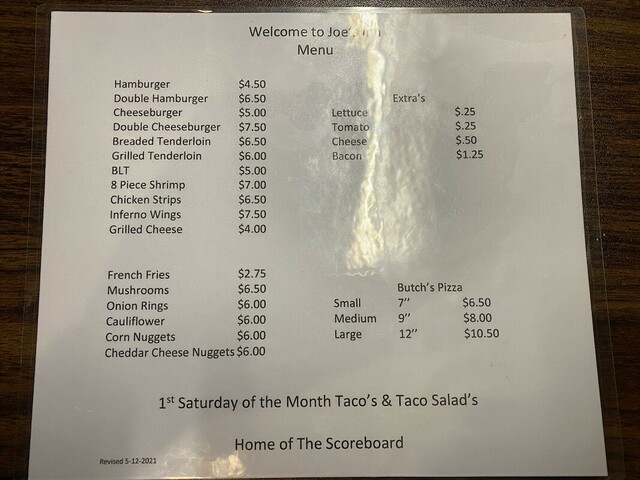 Welcome to Joe's Inn
Menu
Hamburger $4.50
Double Hamburger $6.50
Cheeseburger $5.00
Double Cheeseburger $7.50
Breaded Tenderloin $6.50
Grilled Tenderloin $6.00
BLT $5.00
8 Piece Shrimp $7.00
Chicken Strips $6.50
Inferno Wings $7.50
Grilled Cheese $4.00
Extra's
Lettuce $.25
Tomato $.25
Cheese $.50
Bacon $1.25
French Fries $2.75
Mushrooms $6.50
Onion Rings $6.00
Cauliflower $6.00
Corn Nuggets $6.00
Cheddar Cheese Nuggets $6.00
Butch's Pizza
Small 7" $6.50
Medium 9" $8.00
Large 12" $10.50
1st Saturday of the Month Taco's & Taco Salad's
Home of The Scoreboard
Revised 5-12-2021